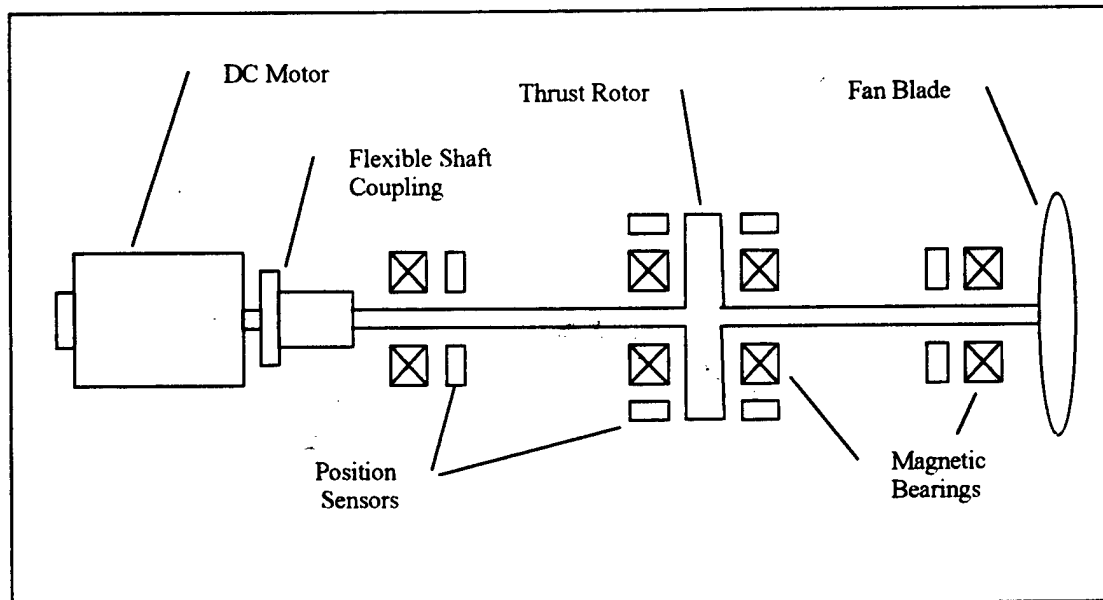 DC Motor
Thrust Rotor
Fan Blade
Flexible Shaft
Coupling
Position
Sensors
Magnetic
Bearings